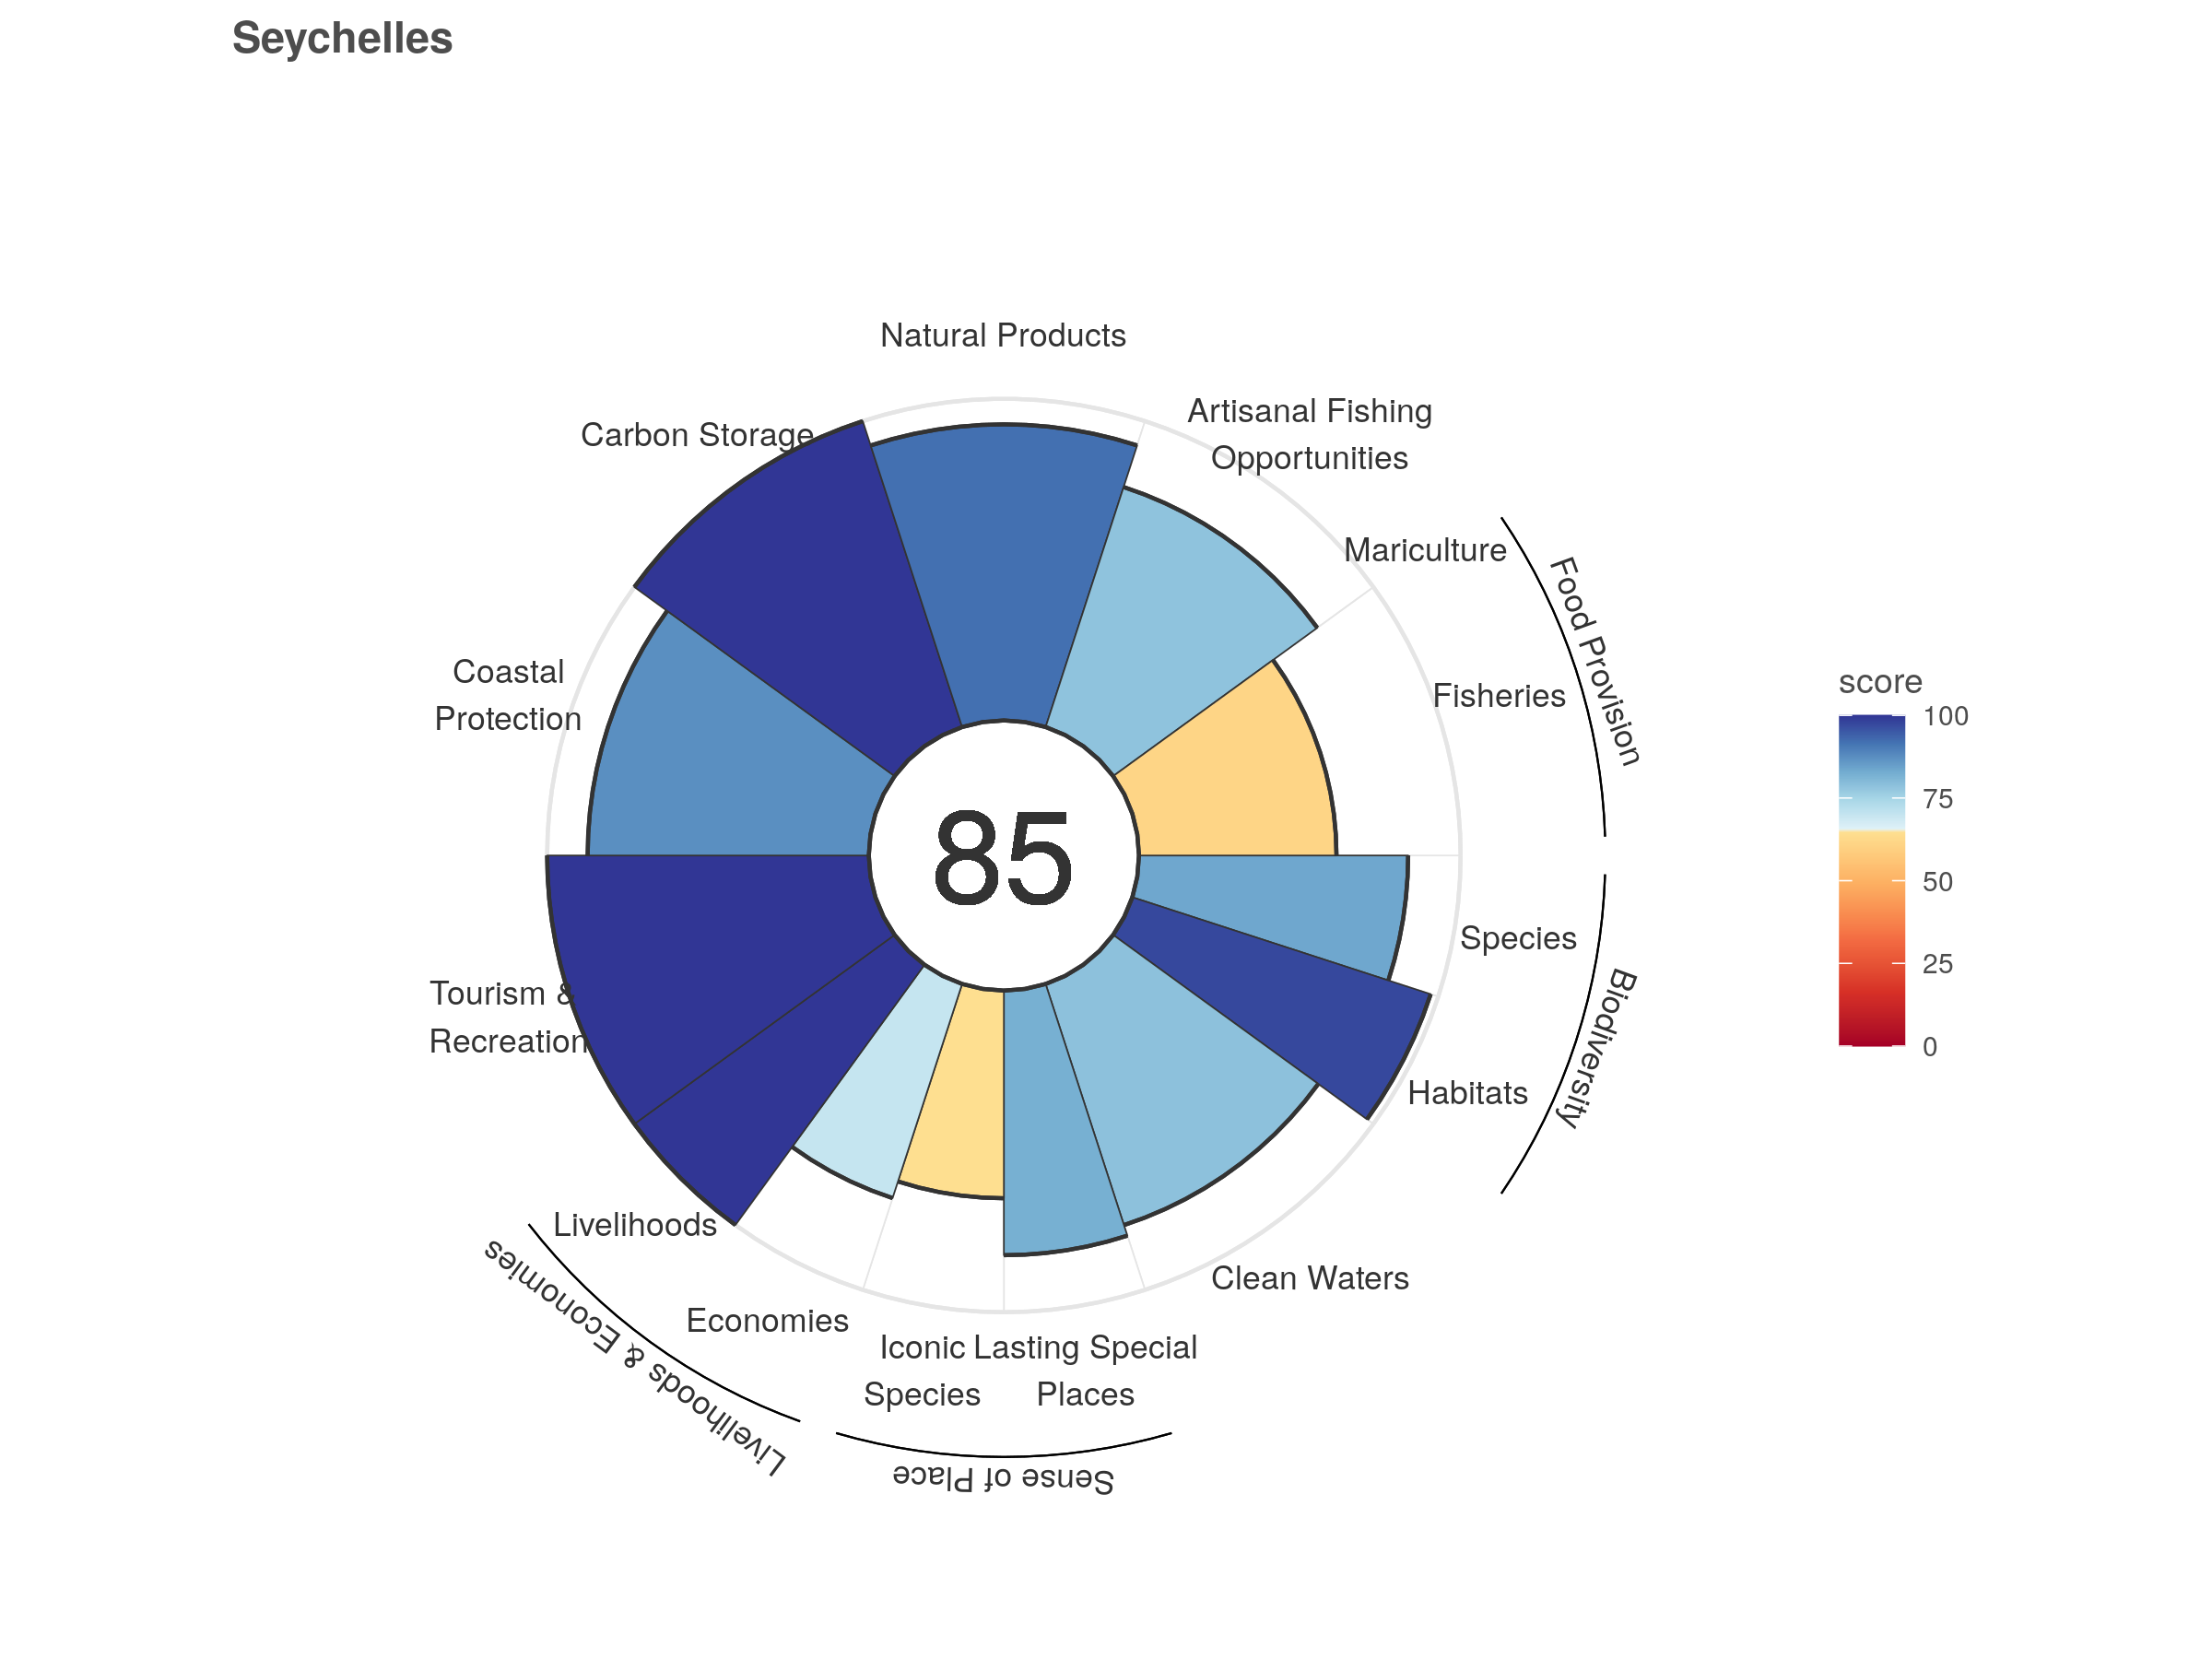 Seychelles
Natural Products
Artisanal Fishing
Opportunities
Carbon Storage
Mariculture
Food Provision
Fisheries
Coastal
Protection
score
100
75
50
25
0
85
Species
Biodiversity
Habitats
Tourism &
Recreation
Livelihoods
Livelihoods & Economies
Economies
Clean Waters
Iconic
Species
Lasting Special
Places
Sense of Place